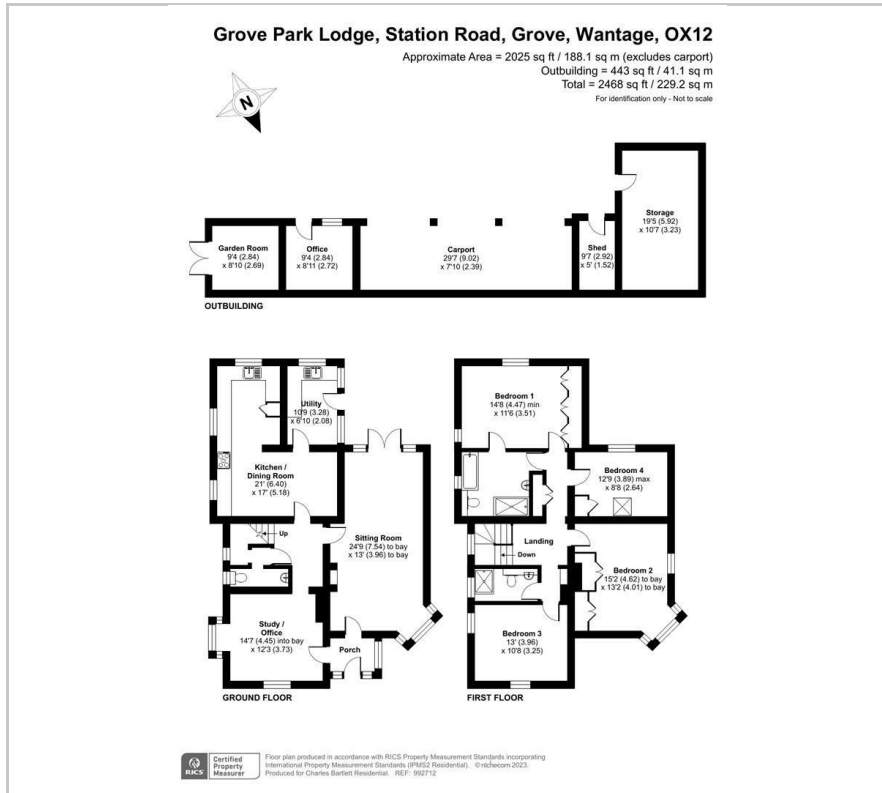 Grove Park Lodge, Station Road, Grove, Wantage, OX12
Approximate Area = 2025 sq ft / 188.1 sq m (excludes carport)
Outbuilding = 443 sq ft / 41.1 sq m
Total = 2468 sq ft / 229.2 sq m
For identification only - Not to scale
N
Garden Room
9'4 (2.84)
x 8'10 (2.69)
Office
9'4 (2.84)
x 8'11 (2.72)
Carport
29'7 (9.02)
x 7'10 (2.39)
Shed
9'7 (2.92)
x 5' (1.52)
Storage
19'5 (5.92)
x 10'7 (3.23)
OUTBUILDING
Utility
10'9 (3.28)
x 6'10 (2.08)
Kitchen /
Dining Room
21' (6.40)
x 17' (5.18)
Up
Sitting Room
24'9 (7.54) to bay
x 13' (3.96) to bay
Study /
Office
14'7 (4.45) into bay
x 12'3 (3.73)
Porch
GROUND FLOOR
Bedroom 1
14'8 (4.47) min
x 11'6 (3.51)
Bedroom 4
12'9 (3.89) max
x 8'8 (2.64)
Landing
Down
Bedroom 2
15'2 (4.62) to bay
x 13'2 (4.01) to bay
Bedroom 3
13' (3.96)
x 10'8 (3.25)
FIRST FLOOR
RICS
Certified
Property
Measurer
Floor plan produced in accordance with RICS Property Measurement Standards incorporating
International Property Measurement Standards (IPMS2 Residential). © nichecom 2023.
Produced for Charles Bartlett Residential. REF: 992712